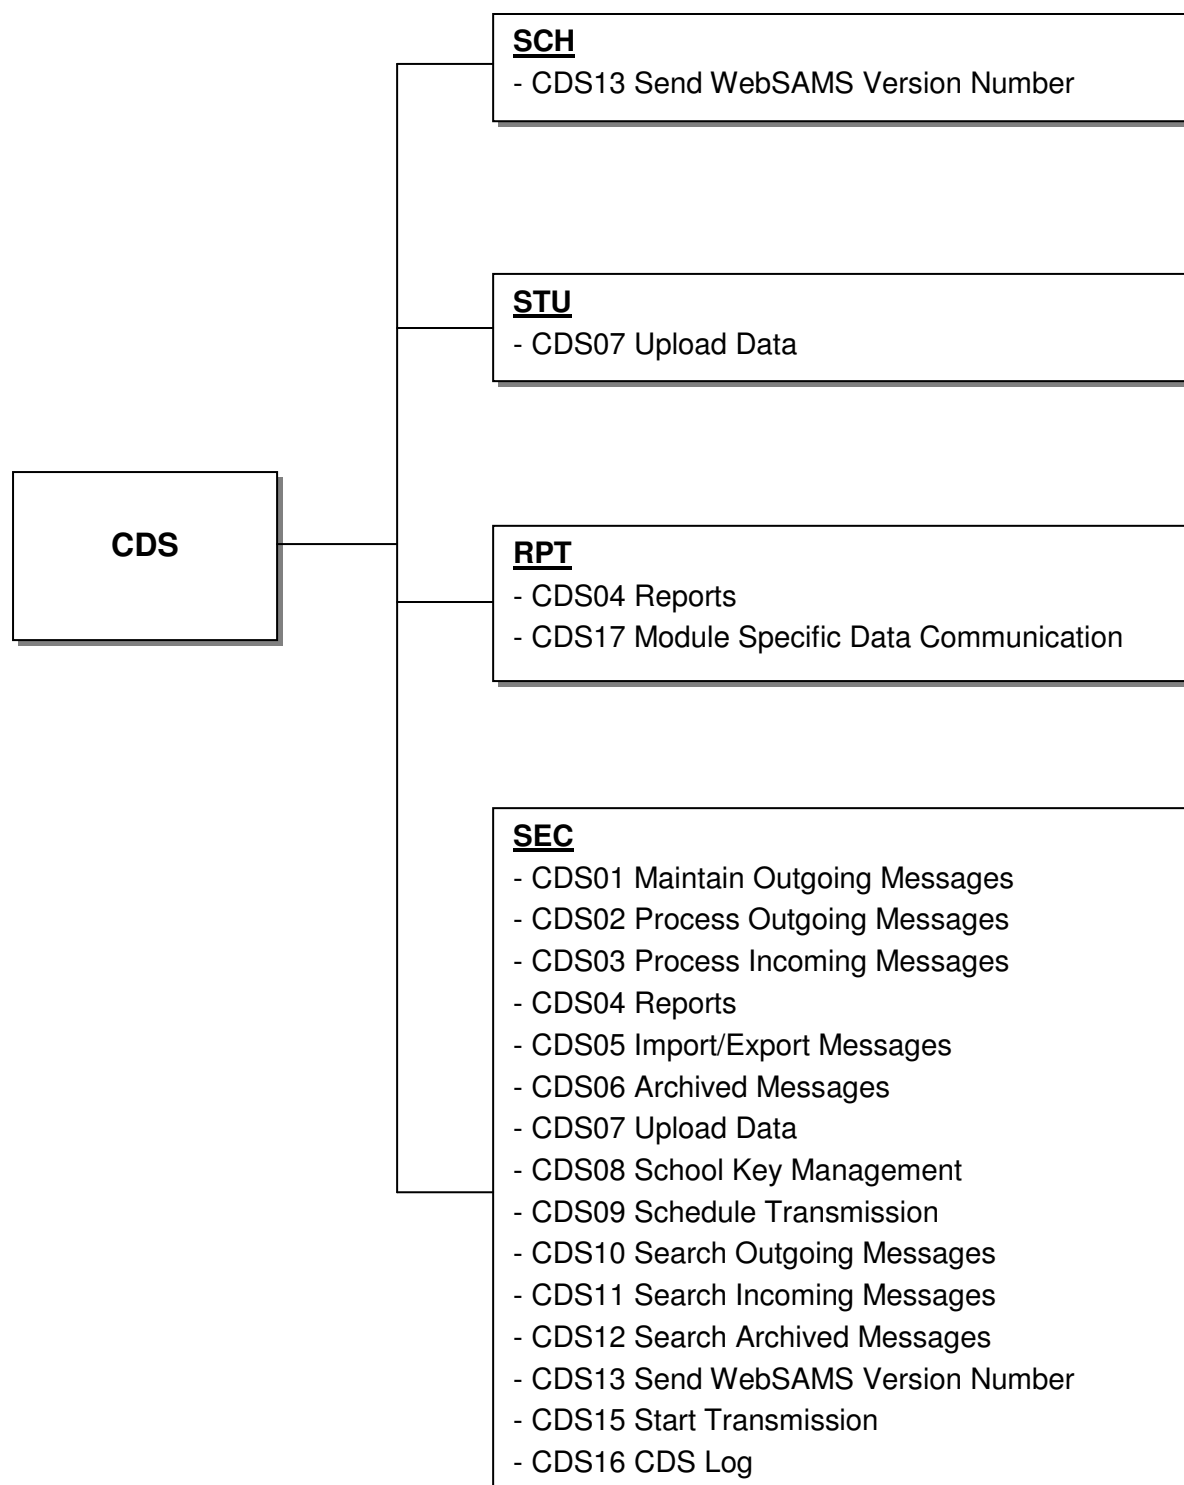 SCH
- CDS13 Send WebSAMS Version Number
STU
- CDS07 Upload Data
CDS
RPT
- CDS04 Reports
- CDS17 Module Specific Data Communication
SEC
- CDS01 Maintain Outgoing Messages
- CDS02 Process Outgoing Messages
- CDS03 Process Incoming Messages
- CDS04 Reports
- CDS05 Import/Export Messages
- CDS06 Archived Messages
- CDS07 Upload Data
- CDS08 School Key Management
- CDS09 Schedule Transmission
- CDS10 Search Outgoing Messages
- CDS11 Search Incoming Messages
- CDS12 Search Archived Messages
- CDS13 Send WebSAMS Version Number
- CDS15 Start Transmission
- CDS16 CDS Log